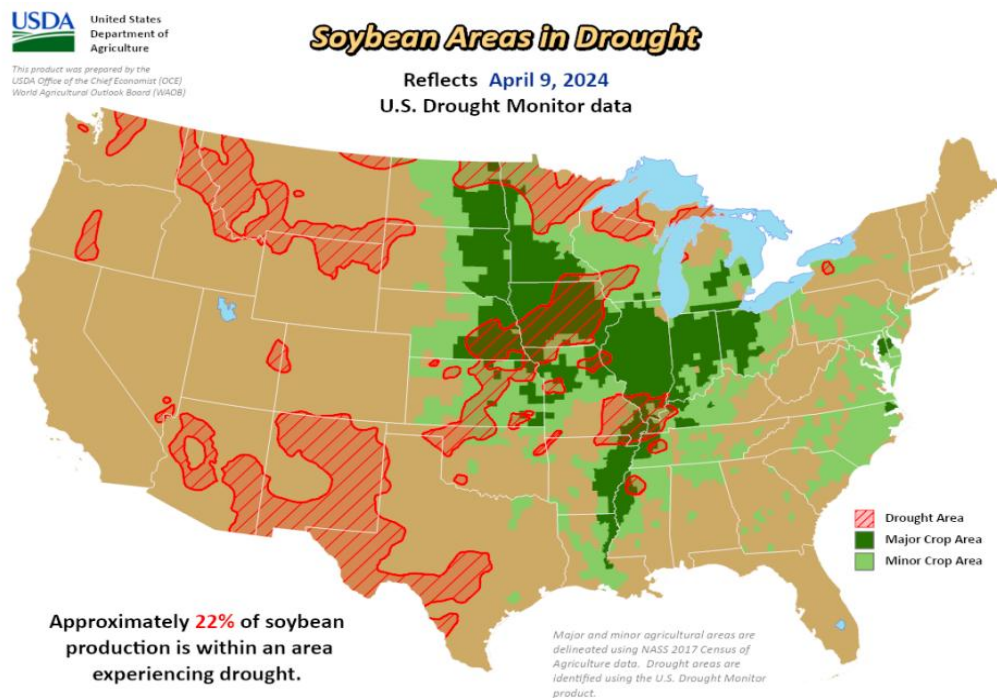 USDA
United States
Department of
Agriculture
This product was prepared by the
USDA Office of the Chief Economist (OCE)
World Agricultural Outlook Board (WAOB)
Soybean Areas in Drought
Reflects April 9, 2024
U.S. Drought Monitor data
Drought Area
Major Crop Area
Minor Crop Area
Approximately 22% of soybean
production is within an area
experiencing drought.
Major and minor agricultural areas are
delineated using NASS 2017 Census of
Agriculture data. Drought areas are
identified using the U.S. Drought Monitor
product.